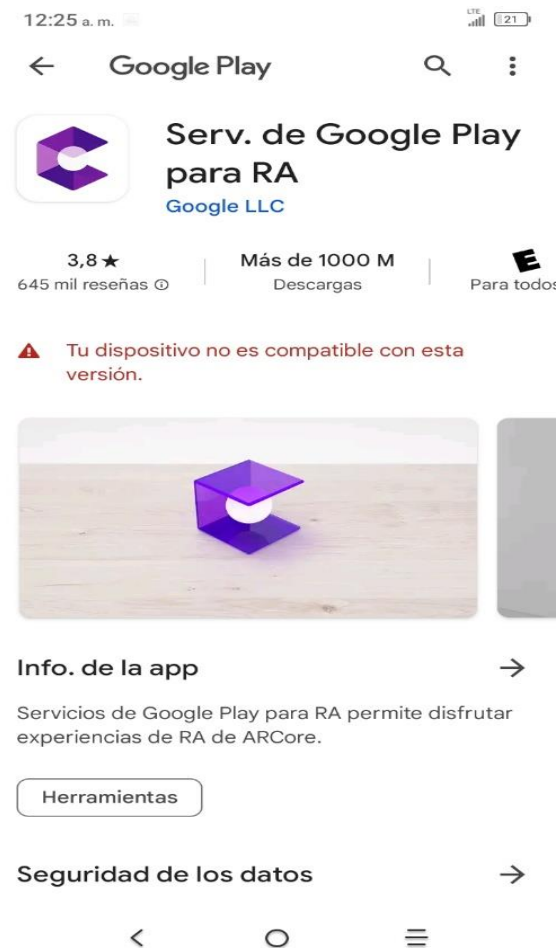 12:25 a. m.
LTE
21
Google Play
Serv. de Google Play
para RA
Google LLC
3,8★
645 mil reseñas
Más de 1000 M
Descargas
E
Para todos
Tu dispositivo no es compatible con esta
versión.
Info. de la app
Servicios de Google Play para RA permite disfrutar
experiencias de RA de ARCore.
Herramientas
Seguridad de los datos